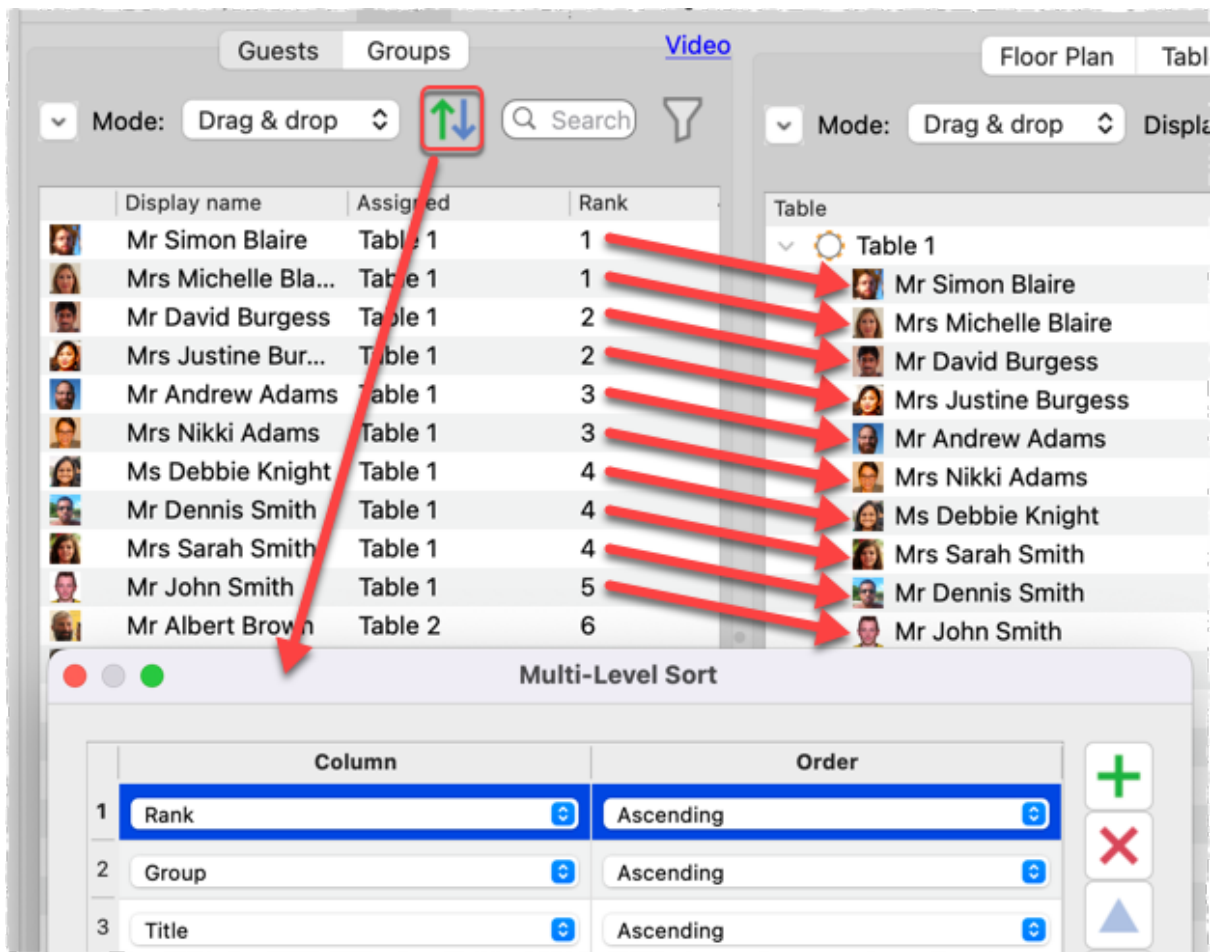 Guests Groups Video
Mode: Drag & drop Search
Display name Assigned Rank
Mr Simon Blaire Table 1 1
Mrs Michelle Bla... Table 1 1
Mr David Burgess Table 1 2
Mrs Justine Bur... Table 1 2
Mr Andrew Adams Table 1 3
Mrs Nikki Adams Table 1 3
Ms Debbie Knight Table 1 4
Mr Dennis Smith Table 1 4
Mrs Sarah Smith Table 1 4
Mr John Smith Table 1 5
Mr Albert Brown Table 2 6
Floor Plan Tabl
Mode: Drag & drop Displa
Table
Table 1
Mr Simon Blaire
Mrs Michelle Blaire
Mr David Burgess
Mrs Justine Burgess
Mr Andrew Adams
Mrs Nikki Adams
Ms Debbie Knight
Mrs Sarah Smith
Mr Dennis Smith
Mr John Smith
Multi-Level Sort
Column Order
1 Rank Ascending
2 Group Ascending
3 Title Ascending